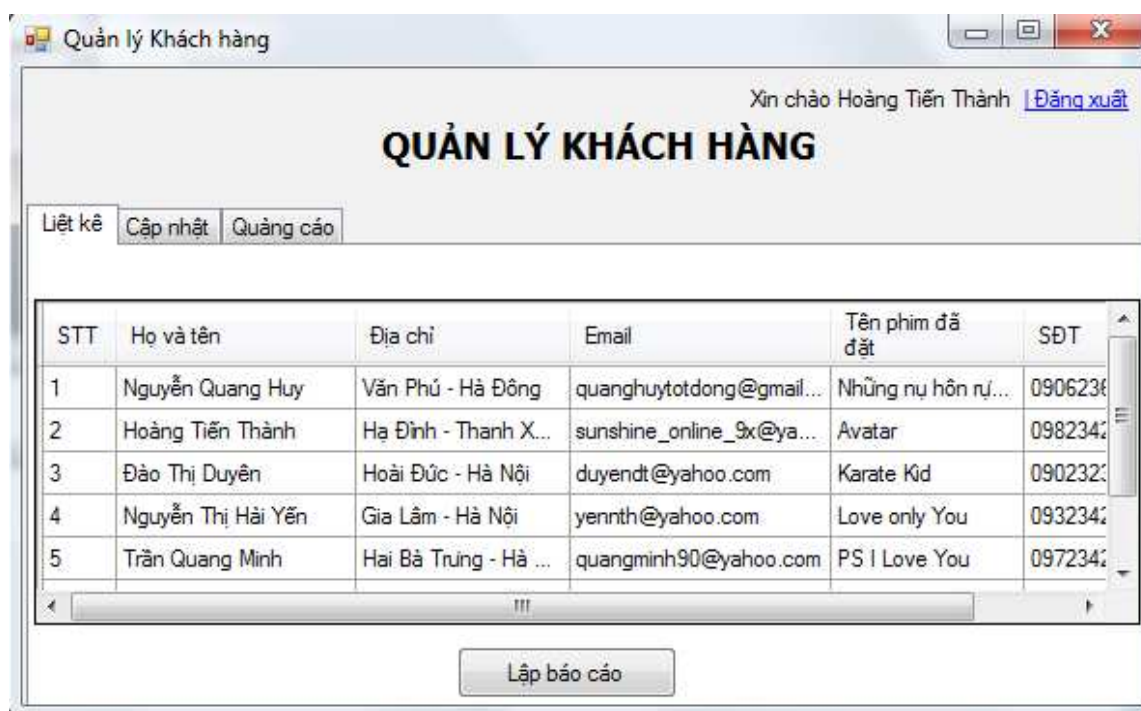 Quản lý Khách hàng
Xin chào Hoàng Tiến Thành | Đăng xuất
QUẢN LÝ KHÁCH HÀNG
Liệt kê Cập nhật Quảng cáo
STT Họ và tên Địa chỉ Email Tên phim đã đặt SĐT
1 Nguyễn Quang Huy Văn Phú - Hà Đông quanghuytotdong@gmail... Những nụ hôn rự... 090623
2 Hoàng Tiến Thành Hạ Đình - Thanh X... sunshine_online_9x@ya... Avatar 098234
3 Đào Thị Duyên Hoài Đức - Hà Nội duyendt@yahoo.com Karate Kid 090232
4 Nguyễn Thị Hải Yến Gia Lâm - Hà Nội yennth@yahoo.com Love only You 093234
5 Trần Quang Minh Hai Bà Trưng - Hà ... quangminh90@yahoo.com PS I Love You 097234
Lập báo cáo